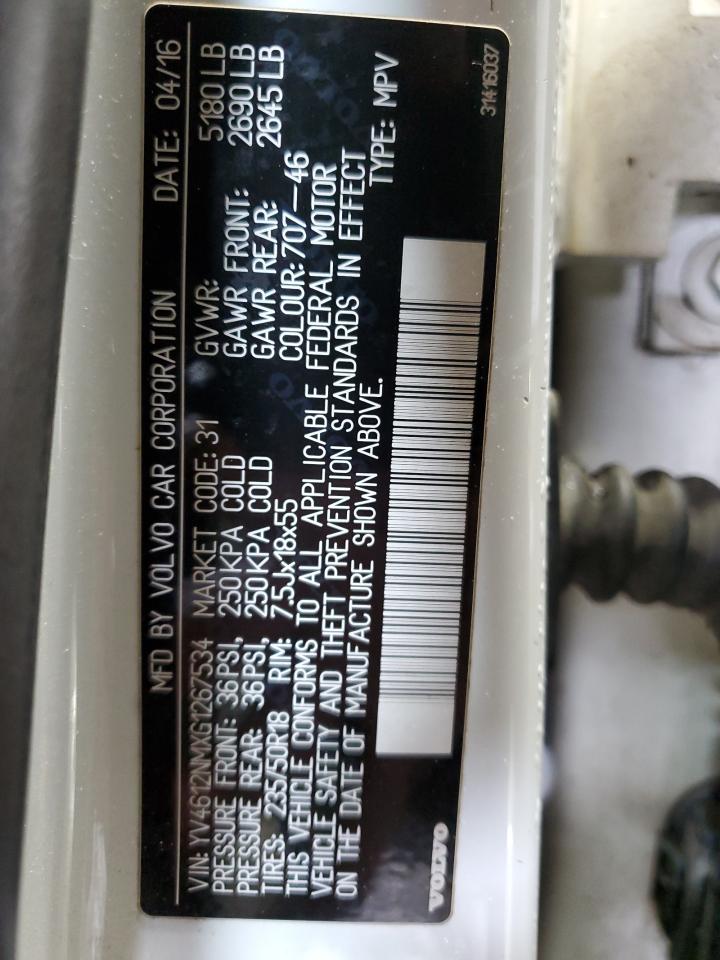 MFD BY VOLVO CAR CORPORATION DATE: 04/16
VIN: YV4612NMXG1267534 MARKET CODE: 31 GVWR: 5180 LB
PRESSURE FRONT: 36PSI, 250KPA COLD GAWR FRONT: 2690 LB
PRESSURE REAR: 36PSI, 250KPA COLD GAWR REAR: 2645 LB
TIRES: 235/50R18 RIM: 7.5Jx18x55 COLOUR: 707-46
THIS VEHICLE CONFORMS TO ALL APPLICABLE FEDERAL MOTOR
VEHICLE SAFETY AND THEFT PREVENTION STANDARDS IN EFFECT
ON THE DATE OF MANUFACTURE SHOWN ABOVE. TYPE: MPV
VOLVO
31416037